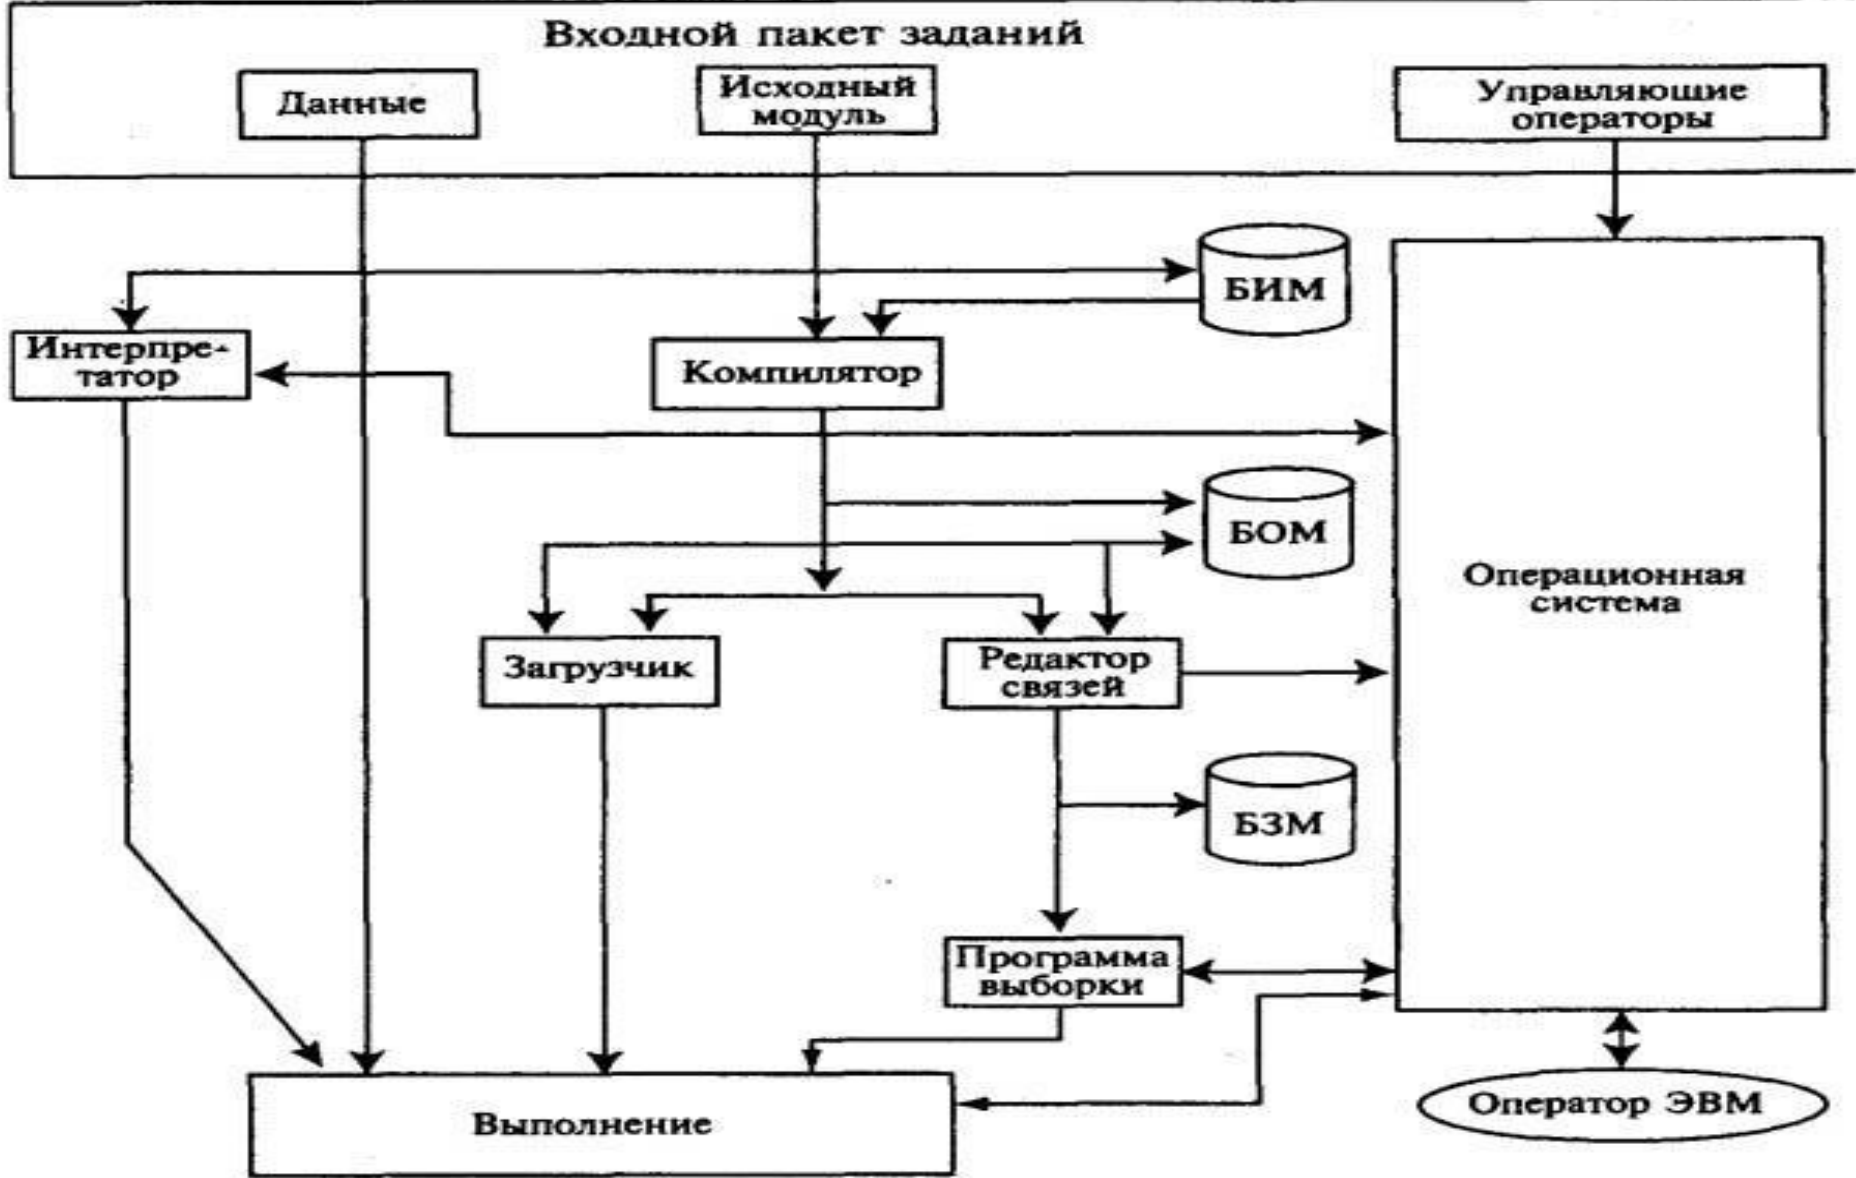 Входной пакет заданий
Данные
Исходный
модуль
Управляющие
операторы
БИМ
Интерпре-
татор
Компилятор
БОМ
Операционная
система
Загрузчик
Редактор
связей
БЗМ
Программа
выборки
Выполнение
Оператор ЭВМ